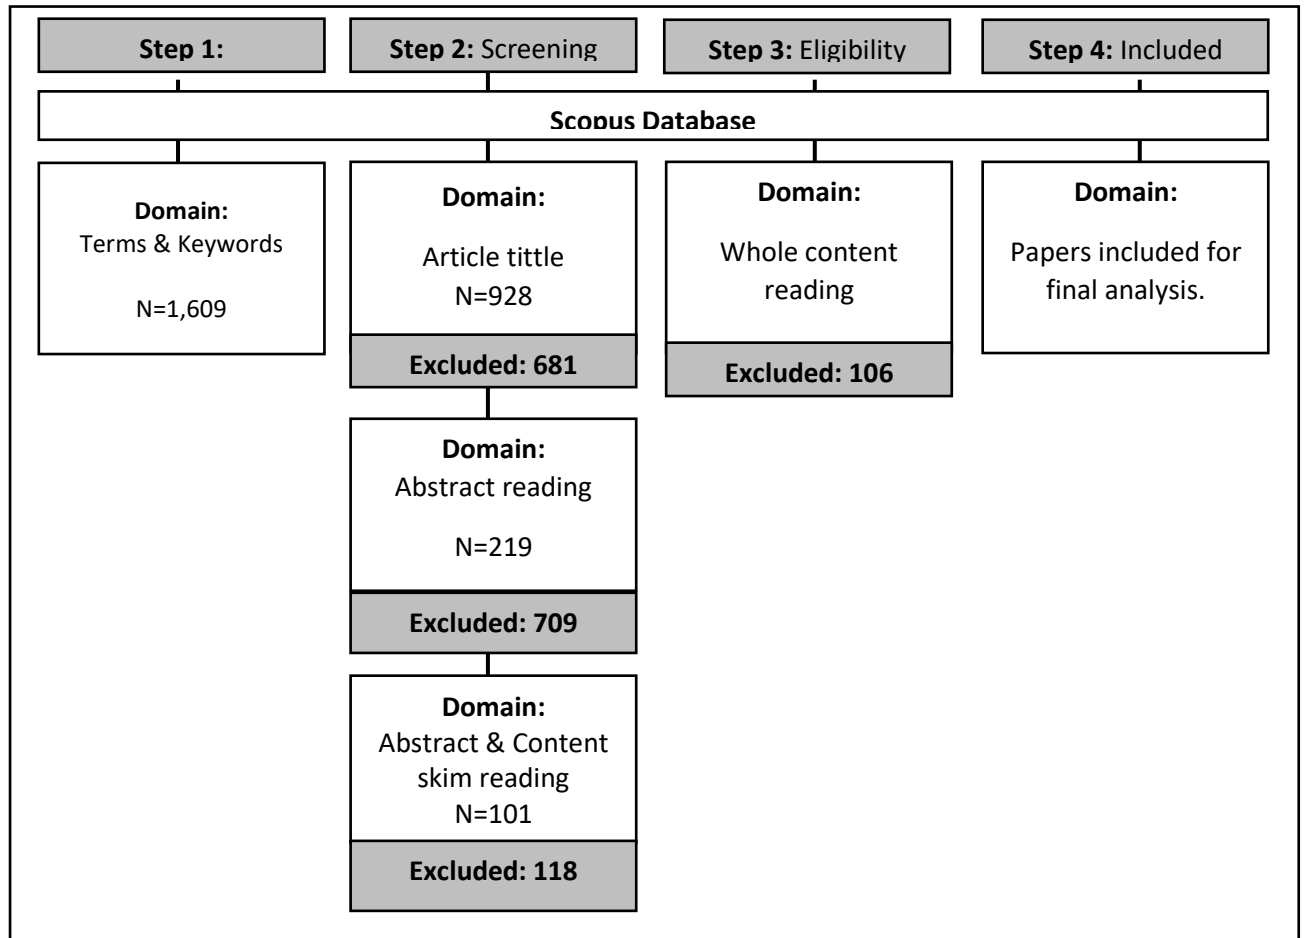 Step 1:
Step 2: Screening
Step 3: Eligibility
Step 4: Included
Scopus Database
Domain:
Terms & Keywords
N=1,609
Domain:
Article tittle
N=928
Excluded: 681
Domain:
Abstract reading
N=219
Excluded: 709
Domain:
Abstract & Content
skim reading
N=101
Excluded: 118
Domain:
Whole content
reading
Excluded: 106
Domain:
Papers included for
final analysis.